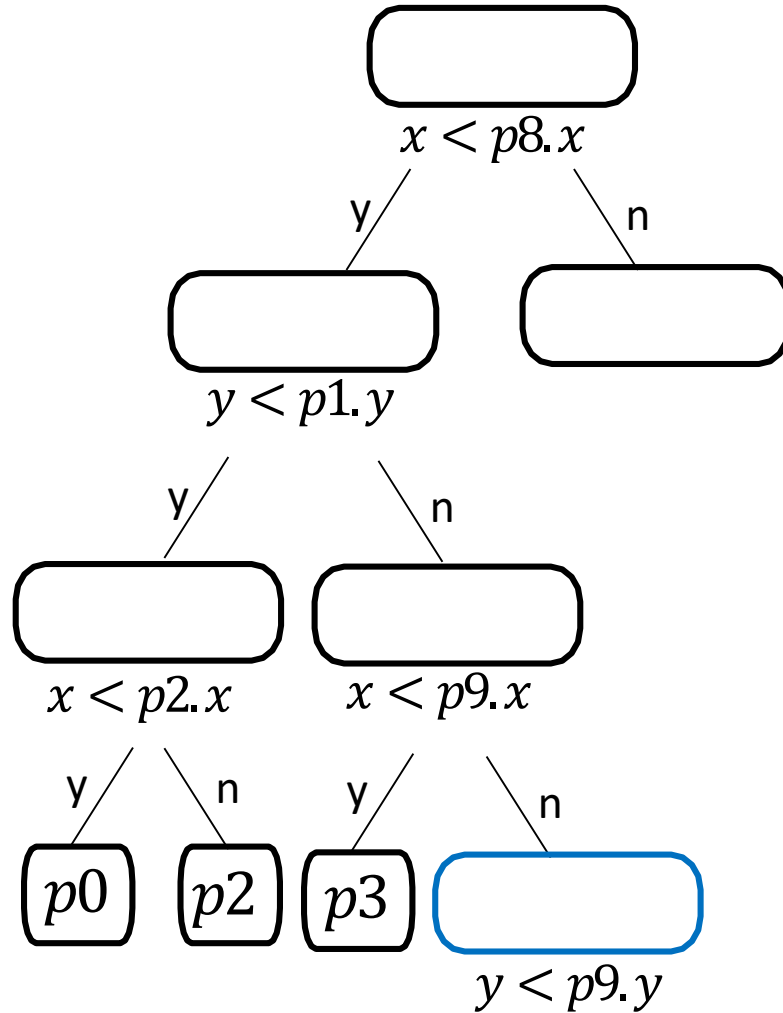 x < p8.x
y n
y < p1.y
y n
x < p2.x x < p9.x
y n y n
p0 p2 p3
y < p9.y